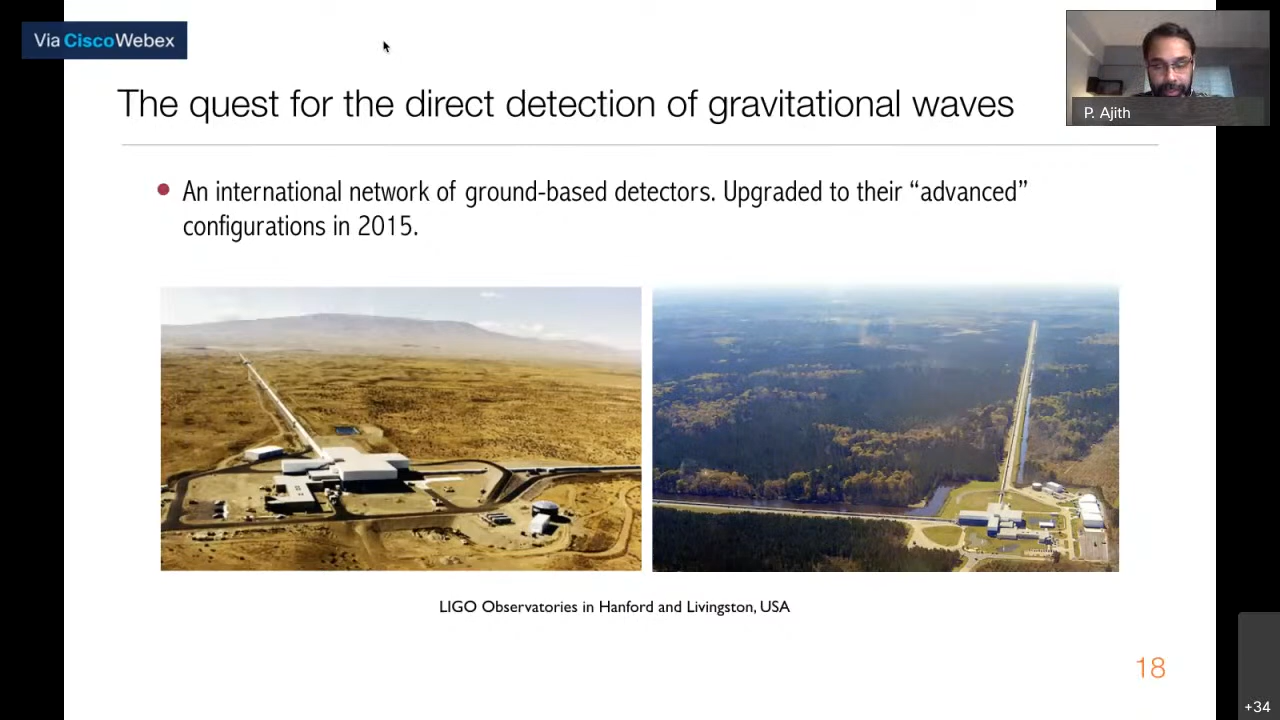 Via CiscoWebex
The quest for the direct detection of gravitational waves
P. Ajith
An international network of ground-based detectors. Upgraded to their “advanced”
configurations in 2015.
LIGO Observatories in Hanford and Livingston, USA
18
+34